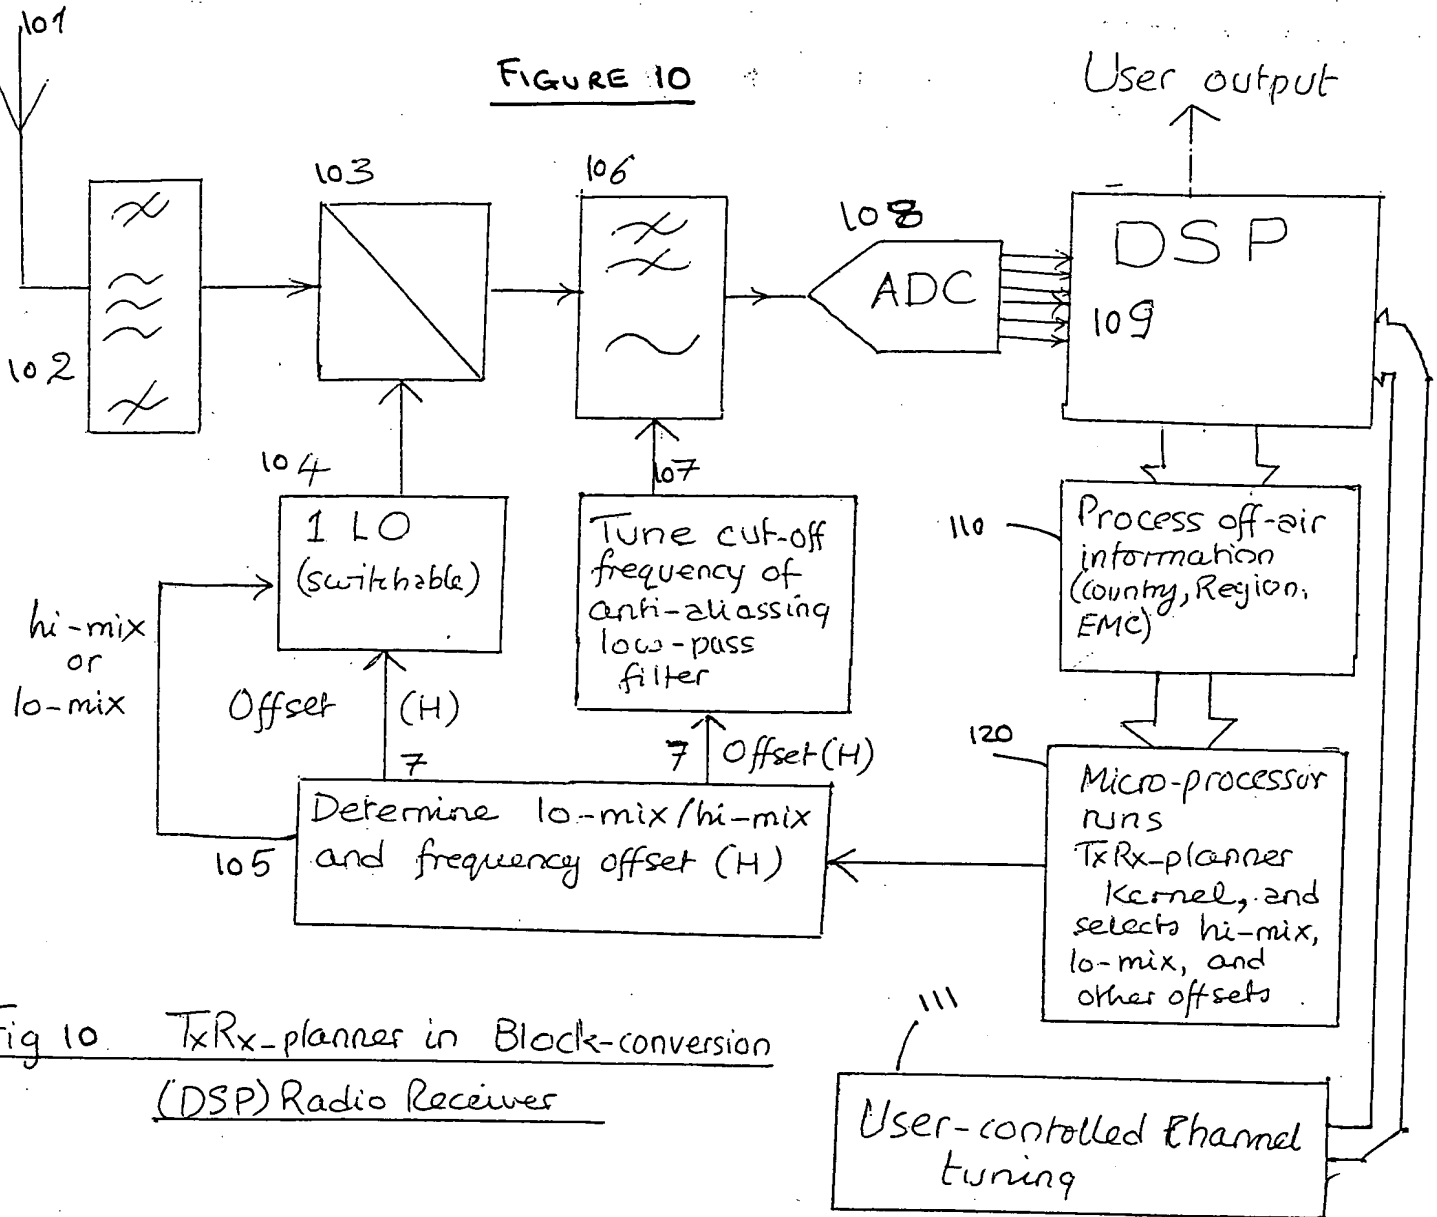 101
FIGURE 10
User output
102
103
106
108
ADC
DSP
109
104
1 LO
(switchable)
107
Tune cut-off
frequency of
anti-aliassing
low-pass
filter
110
Process off-air
information
(Country, Region,
EMC)
hi-mix
or
lo-mix
Offset (H)
7
7 Offset (H)
120
Micro-processor
runs
TxRx-planner
Kernel, and
selects hi-mix,
lo-mix, and
other offsets.
105
Determine lo-mix/hi-mix
and frequency offset (H)
111
User-controlled Channel
tuning
Fig 10 TxRx-planner in Block-conversion
(DSP) Radio Receiver